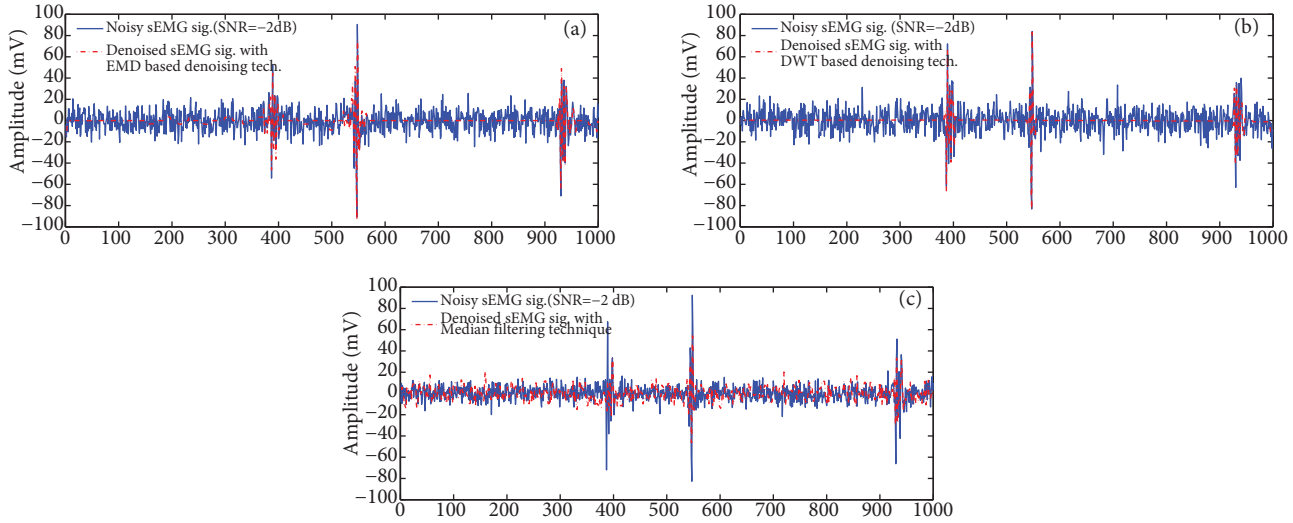 100
80
60
40
20
0
−20
−40
−60
−80
−100
Amplitude (mV)
Noisy sEMG sig.(SNR=−2dB)
Denoised sEMG sig. with
EMD based denoising tech.
(a)
0 100 200 300 400 500 600 700 800 900 1000
100
80
60
40
20
0
−20
−40
−60
−80
−100
Amplitude (mV)
Noisy sEMG sig. (SNR=−2dB)
Denoised sEMG sig. with
DWT based denoising tech.
(b)
0 100 200 300 400 500 600 700 800 900 1000
100
80
60
40
20
0
−20
−40
−60
−80
−100
Amplitude (mV)
Noisy sEMG sig.(SNR=−2 dB)
Denoised sEMG sig. with
Median filtering technique
(c)
0 100 200 300 400 500 600 700 800 900 1000